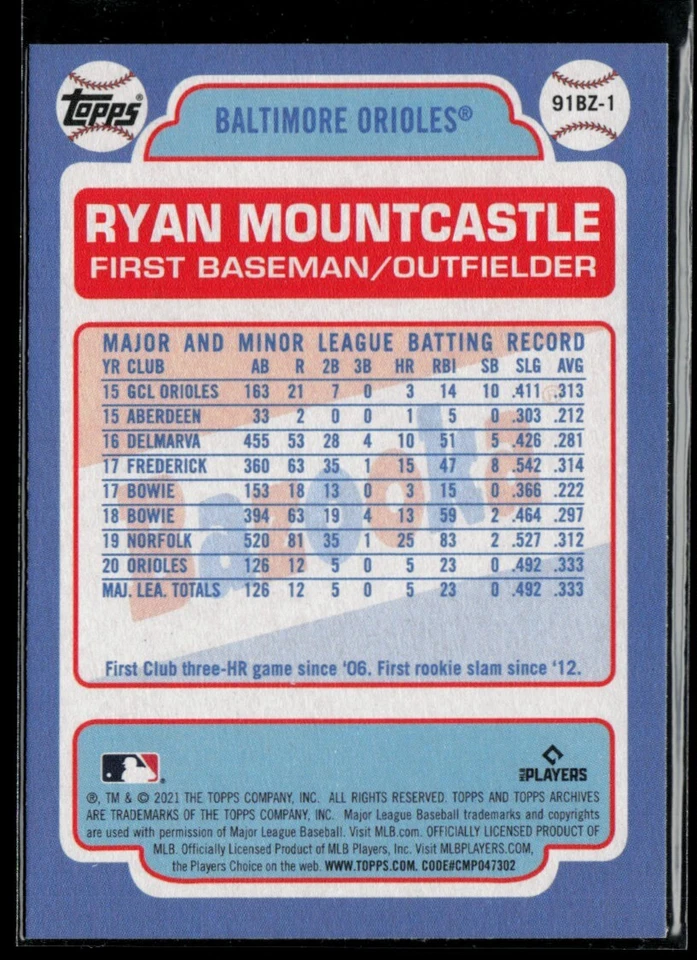 Topps®
BALTIMORE ORIOLES®
91BZ-1
RYAN MOUNTCASTLE
FIRST BASEMAN/OUTFIELDER
MAJOR AND MINOR LEAGUE BATTING RECORD
YR CLUB AB R 2B 3B HR RBI SB SLG AVG
15 GCL ORIOLES 163 21 7 0 3 14 10 .411 .313
15 ABERDEEN 33 2 0 0 1 5 0 .303 .212
16 DELMARVA 455 53 28 4 10 51 5 .426 .281
17 FREDERICK 360 63 35 1 15 47 8 .542 .314
17 BOWIE 153 18 13 0 3 15 0 .366 .222
18 BOWIE 394 63 19 4 13 59 2 .464 .297
19 NORFOLK 520 81 35 1 25 83 2 .527 .312
20 ORIOLES 126 12 5 0 5 23 0 .492 .333
MAJ. LEA. TOTALS 126 12 5 0 5 23 0 .492 .333
Bazooka®
First Club three-HR game since '06. First rookie slam since '12.
MLB PLAYERS
®, TM & © 2021 THE TOPPS COMPANY, INC. ALL RIGHTS RESERVED. TOPPS AND TOPPS ARCHIVES
ARE TRADEMARKS OF THE TOPPS COMPANY, INC. Major League Baseball trademarks and copyrights
are used with permission of Major League Baseball. Visit MLB.com. OFFICIALLY LICENSED PRODUCT OF
MLB. Officially Licensed Product of MLB Players, Inc. Visit MLBPLAYERS.COM,
the Players Choice on the web. WWW.TOPPS.COM. CODE#CMP047302